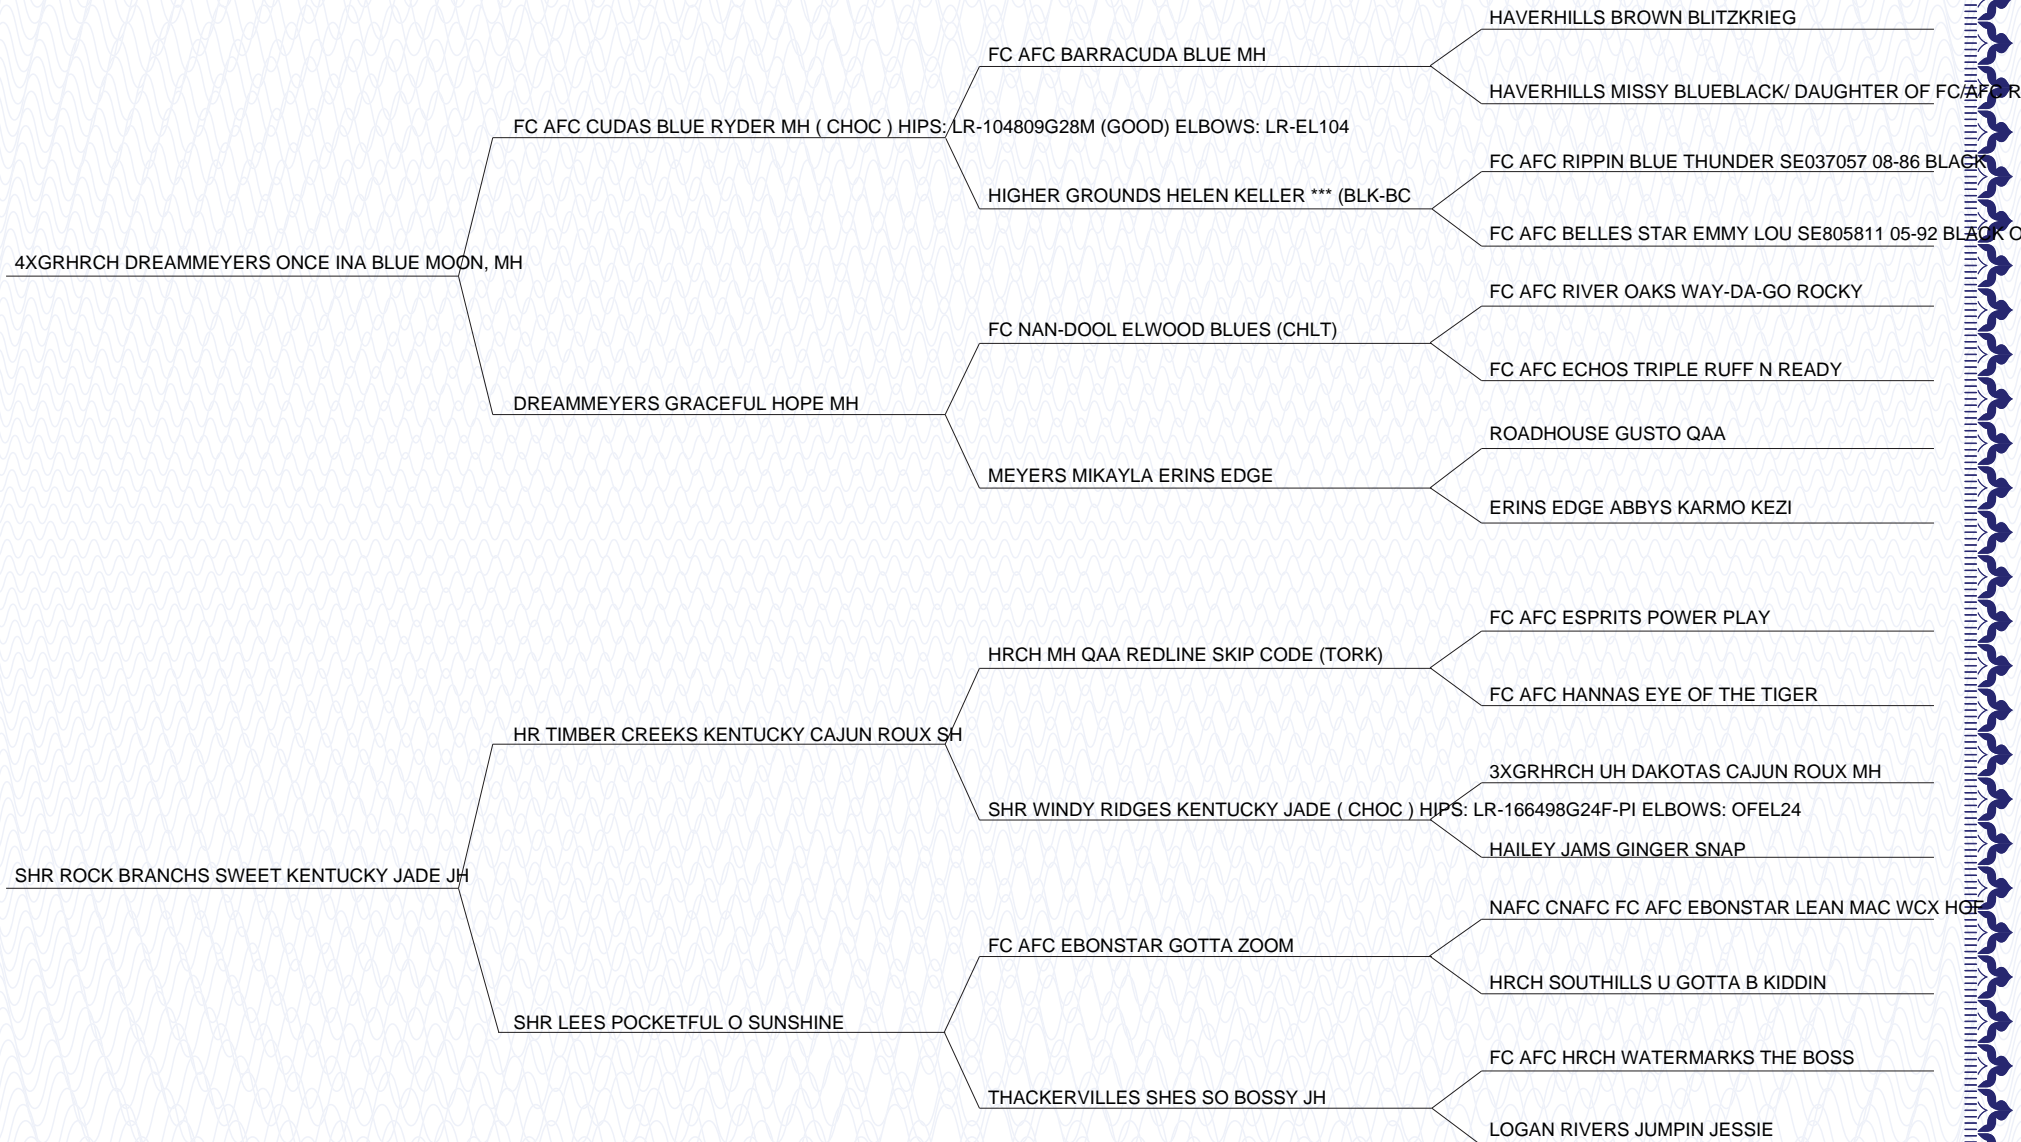 HAVERHILLS BROWN BLITZKRIEG
FC AFC BARRACUDA BLUE MH
HAVERHILLS MISSY BLUEBLACK/ DAUGHTER OF FC/AFC R
FC AFC CUDAS BLUE RYDER MH ( CHOC ) HIPS: LR-104809G28M (GOOD) ELBOWS: LR-EL104
FC AFC RIPPIN BLUE THUNDER SE037057 08-86 BLACK
HIGHER GROUNDS HELEN KELLER *** (BLK-BC
FC AFC BELLES STAR EMMY LOU SE805811 05-92 BLACK O
4XGRHRCH DREAMMEYERS ONCE INA BLUE MOON, MH
FC AFC RIVER OAKS WAY-DA-GO ROCKY
FC NAN-DOOL ELWOOD BLUES (CHLT)
FC AFC ECHOS TRIPLE RUFF N READY
DREAMMEYERS GRACEFUL HOPE MH
ROADHOUSE GUSTO QAA
MEYERS MIKAYLA ERINS EDGE
ERINS EDGE ABBYS KARMO KEZI
FC AFC ESPRITS POWER PLAY
HRCH MH QAA REDLINE SKIP CODE (TORK)
FC AFC HANNAS EYE OF THE TIGER
HR TIMBER CREEKS KENTUCKY CAJUN ROUX SH
3XGRHRCH UH DAKOTAS CAJUN ROUX MH
SHR WINDY RIDGES KENTUCKY JADE ( CHOC ) HIPS: LR-166498G24F-PI ELBOWS: OFEL24
HAILEY JAMS GINGER SNAP
SHR ROCK BRANCHS SWEET KENTUCKY JADE JH
NAFC CNAFC FC AFC EBONSTAR LEAN MAC WCX HOF
FC AFC EBONSTAR GOTTA ZOOM
HRCH SOUTHILLS U GOTTA B KIDDIN
SHR LEES POCKETFUL O SUNSHINE
FC AFC HRCH WATERMARKS THE BOSS
THACKERVILLES SHES SO BOSSY JH
LOGAN RIVERS JUMPIN JESSIE